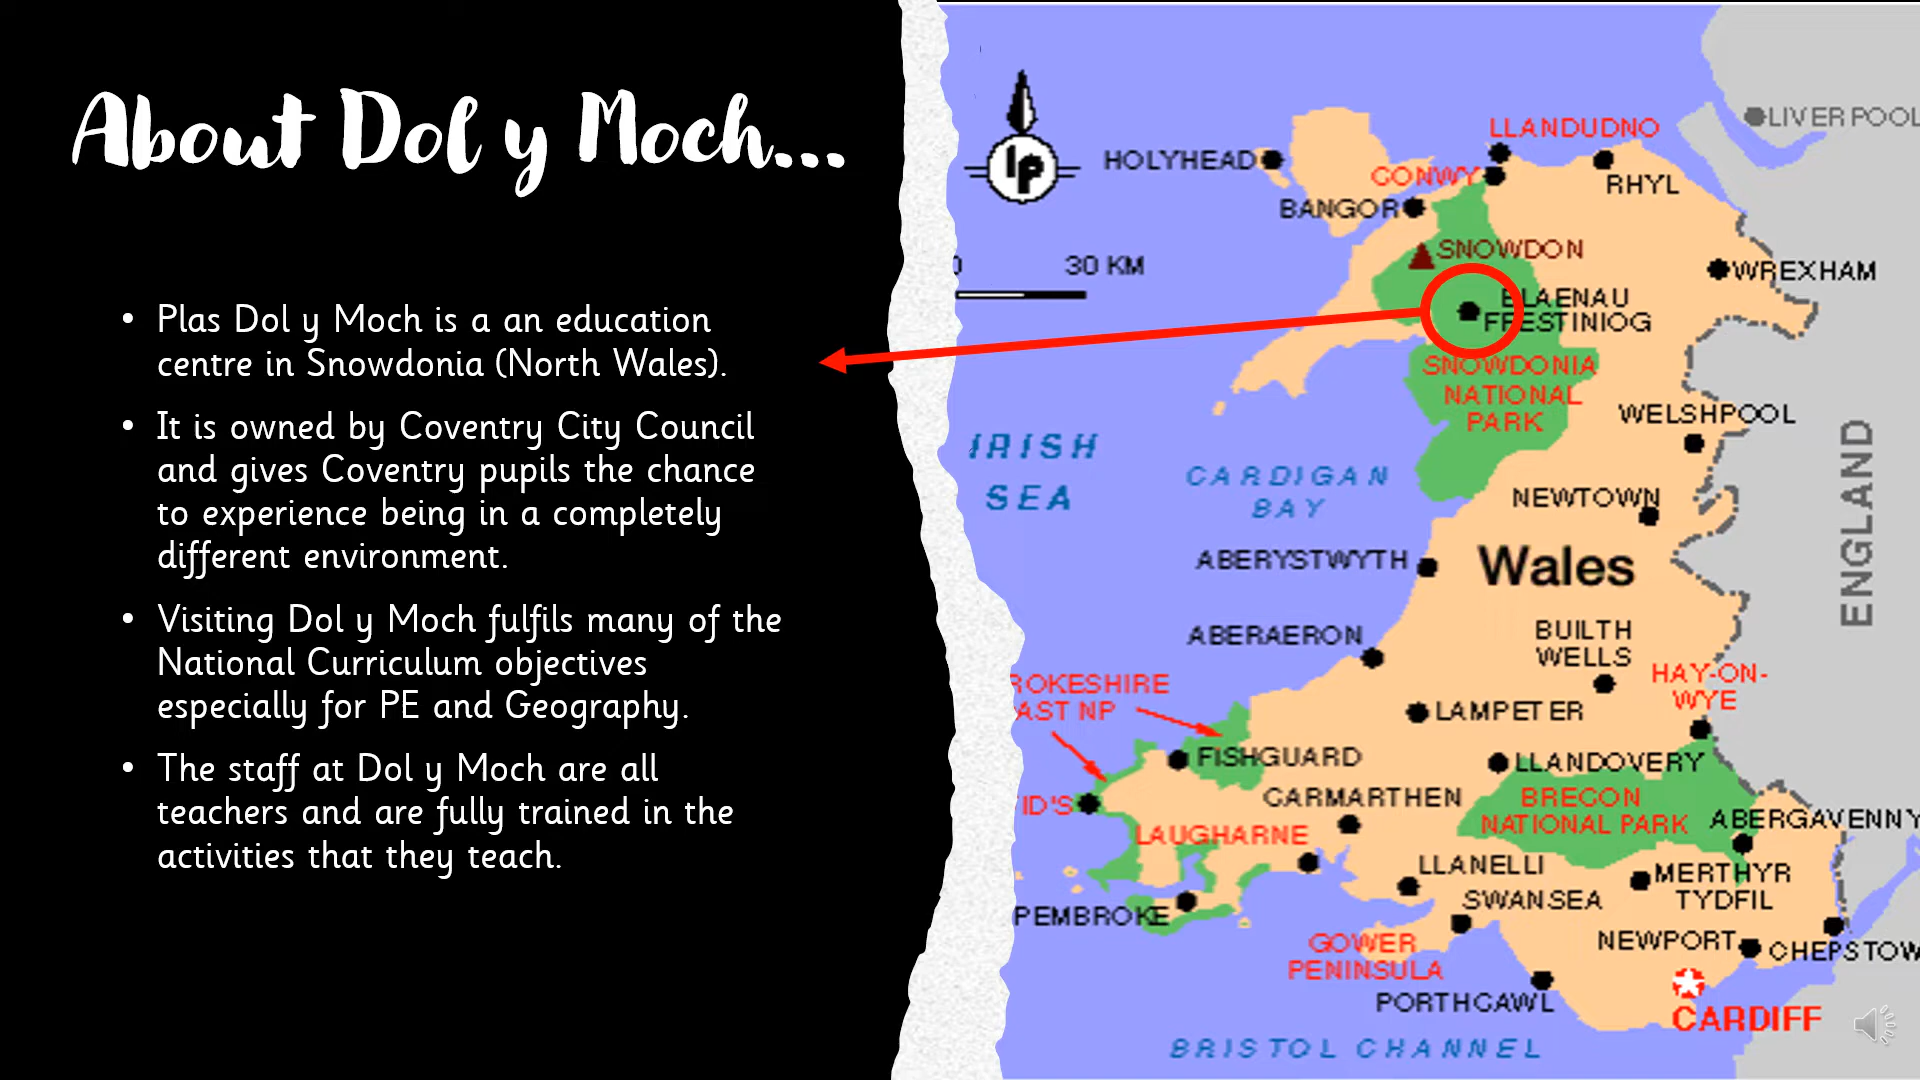 About Dol y Moch...
• Plas Dol y Moch is a an education
centre in Snowdonia (North Wales).
• It is owned by Coventry City Council
and gives Coventry pupils the chance
to experience being in a completely
different environment.
• Visiting Dol y Moch fulfils many of the
National Curriculum objectives
especially for PE and Geography.
• The staff at Dol y Moch are all
teachers and are fully trained in the
activities that they teach.
LIVERPOOL
LLANDUDNO
HOLYHEAD
CONWY
RHYL
BANGOR
lp
SNOWDON
0 30 KM
WREXHAM
BLAENAU
FFESTINIOG
SNOWDONIA
NATIONAL
PARK
WELSHPOOL
IRISH
SEA
CARDIGAN
BAY
ENGLAND
NEWTOWN
ABERYSTWYTH
Wales
ABERAERON
BUILTH
WELLS
HAY-ON-
WYE
ROKESHIRE
AST NP
LAMPETER
FISHGUARD
LLANDOVERY
ID'S
CARMARTHEN
BRECON
NATIONAL PARK
ABERGAVENNY
LAUGHARNE
LLANELLI
MERTHYR
TYDFIL
PEMBROKE
SWANSEA
GOWER
PENINSULA
NEWPORT
CHEPSTOW
PORTHCAWL
CARDIFF
BRISTOL CHANNEL